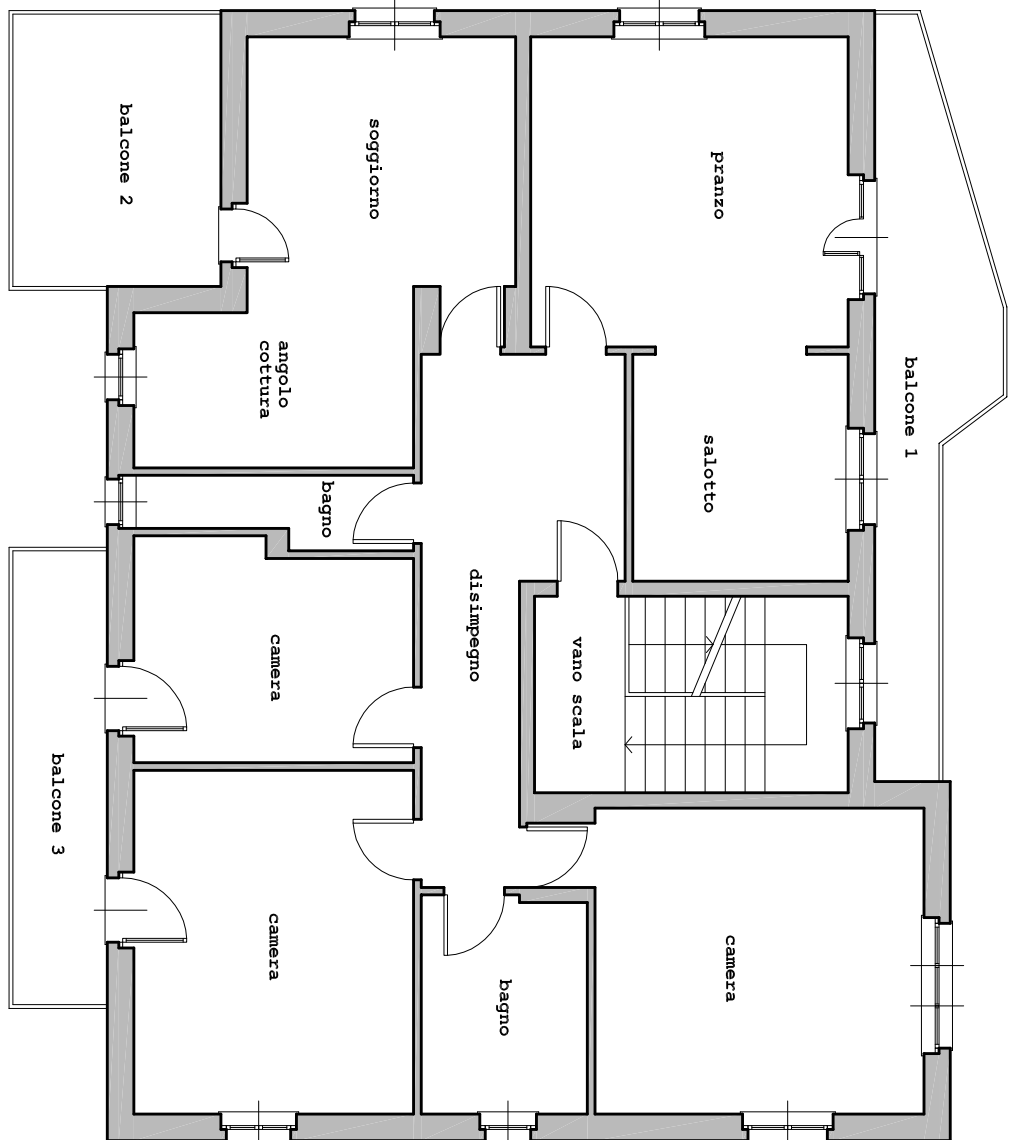 balcone 2
soggiorno
pranzo
balcone 1
angolo
cottura
salotto
bagno
disimpegno
camera
vano scala
balcone 3
camera
camera
bagno